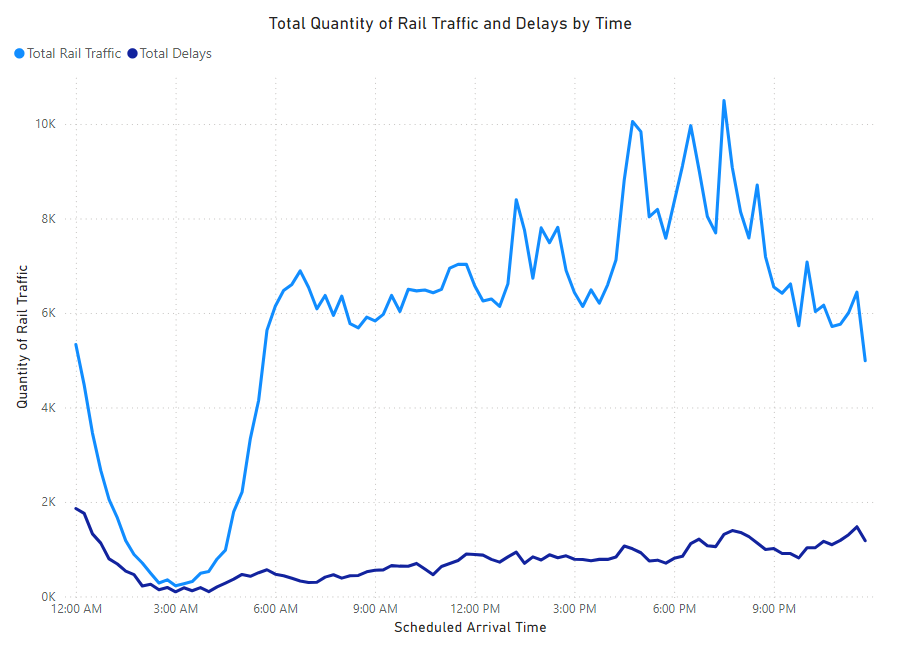 Total Quantity of Rail Traffic and Delays by Time
Total Rail Traffic Total Delays
Quantity of Rail Traffic
10K
8K
6K
4K
2K
0K
12:00 AM 3:00 AM 6:00 AM 9:00 AM 12:00 PM 3:00 PM 6:00 PM 9:00 PM
Scheduled Arrival Time